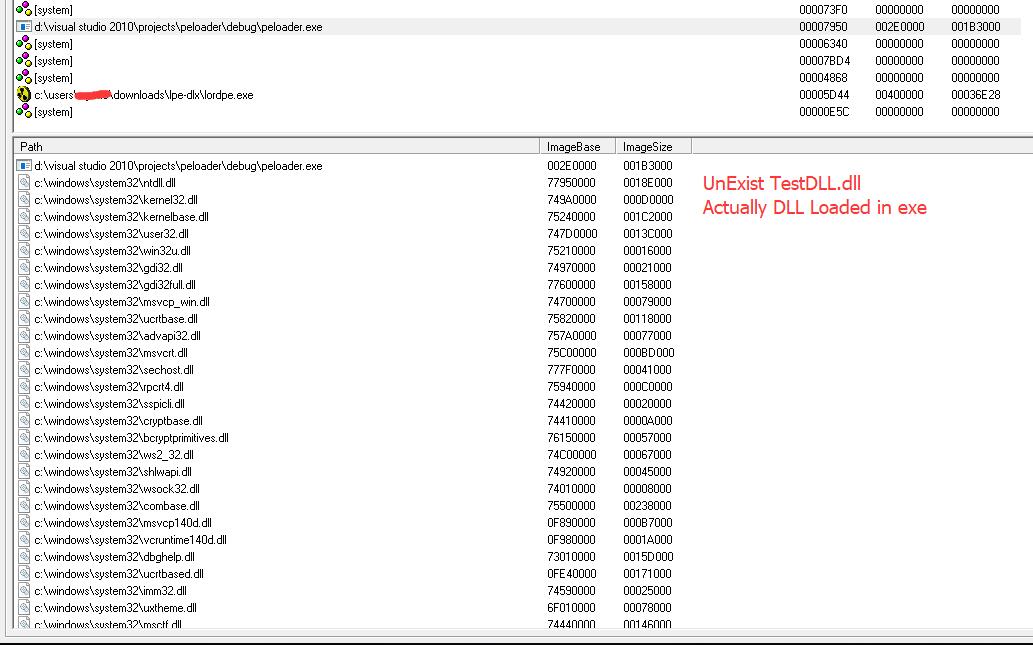 [system] 000073F0 00000000 00000000
d:\visual studio 2010\projects\peloader\debug\peloader.exe 00007950 002E0000 001B3000
[system] 00006340 00000000 00000000
[system] 00007BD4 00000000 00000000
[system] 00004868 00000000 00000000
c:\users\ \downloads\lpe-dlx\lordpe.exe 00005D44 00400000 00036E28
[system] 00000E5C 00000000 00000000
Path ImageBase ImageSize
d:\visual studio 2010\projects\peloader\debug\peloader.exe 002E0000 001B3000
c:\windows\system32\ntdll.dll 77950000 0018E000
UnExist TestDLL.dll
c:\windows\system32\kernel32.dll 749A0000 000D0000
Actually DLL Loaded in exe
c:\windows\system32\kernelbase.dll 75240000 001C2000
c:\windows\system32\user32.dll 747D0000 0013C000
c:\windows\system32\win32u.dll 75210000 00016000
c:\windows\system32\gdi32.dll 74970000 00021000
c:\windows\system32\gdi32full.dll 77600000 00158000
c:\windows\system32\msvcp_win.dll 74700000 00079000
c:\windows\system32\ucrtbase.dll 75820000 00118000
c:\windows\system32\advapi32.dll 757A0000 00077000
c:\windows\system32\msvcrt.dll 75C00000 000BD000
c:\windows\system32\sechost.dll 777F0000 00041000
c:\windows\system32\rpcrt4.dll 75940000 000C0000
c:\windows\system32\sspicli.dll 74420000 00020000
c:\windows\system32\cryptbase.dll 74410000 0000A000
c:\windows\system32\bcryptprimitives.dll 76150000 00057000
c:\windows\system32\ws2_32.dll 74C00000 00067000
c:\windows\system32\shlwapi.dll 74920000 00045000
c:\windows\system32\wsock32.dll 74010000 00008000
c:\windows\system32\combase.dll 75500000 00238000
c:\windows\system32\msvcp140d.dll 0F890000 000B7000
c:\windows\system32\vcruntime140d.dll 0F980000 0001A000
c:\windows\system32\dbghelp.dll 73010000 0015D000
c:\windows\system32\ucrtbased.dll 0FE40000 00171000
c:\windows\system32\imm32.dll 74590000 00025000
c:\windows\system32\uxtheme.dll 6F010000 00078000
c:\windows\system32\msctf.dll 74440000 00146000